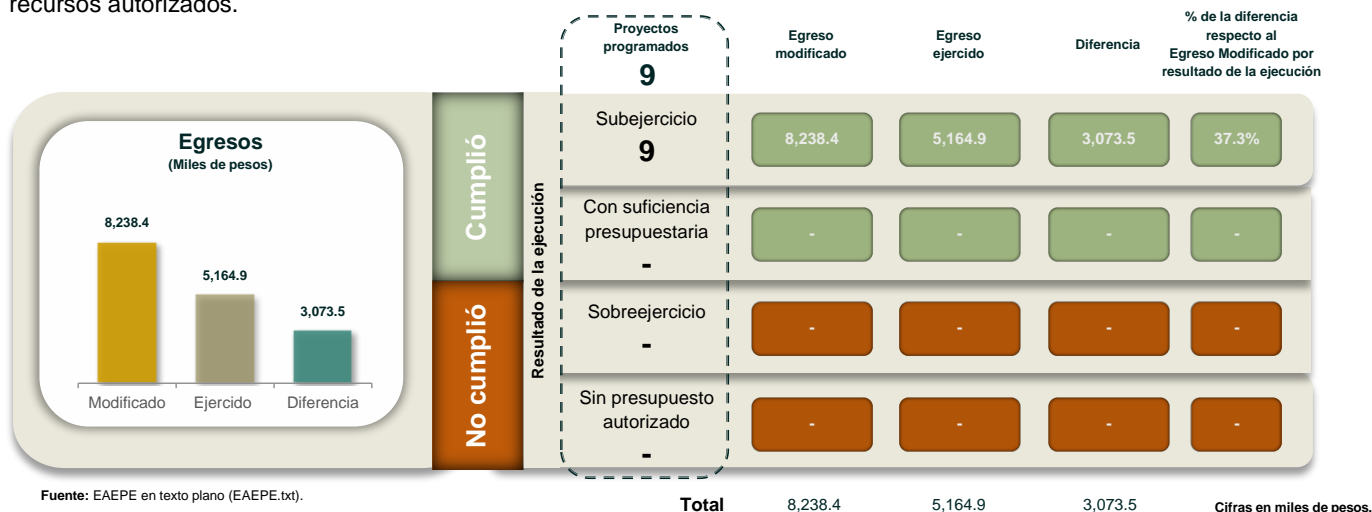 recursos autorizados.
Proyectos
programados
9
Egreso
modificado
Egreso
ejercido
Diferencia
% de la diferencia
respecto al
Egreso Modificado por
resultado de la ejecución
Egresos
(Miles de pesos)
8,238.4
5,164.9
3,073.5
Modificado
Ejercido
Diferencia
Cumplió
No cumplió
Resultado de la ejecución
Subejercicio
9
8,238.4
5,164.9
3,073.5
37.3%
Con suficiencia
presupuestaria
-
-
-
-
-
Sobreejercicio
-
-
-
-
-
Sin presupuesto
autorizado
-
-
-
-
-
Fuente: EAEPE en texto plano (EAEPE.txt).
Total 8,238.4 5,164.9 3,073.5
Cifras en miles de pesos.